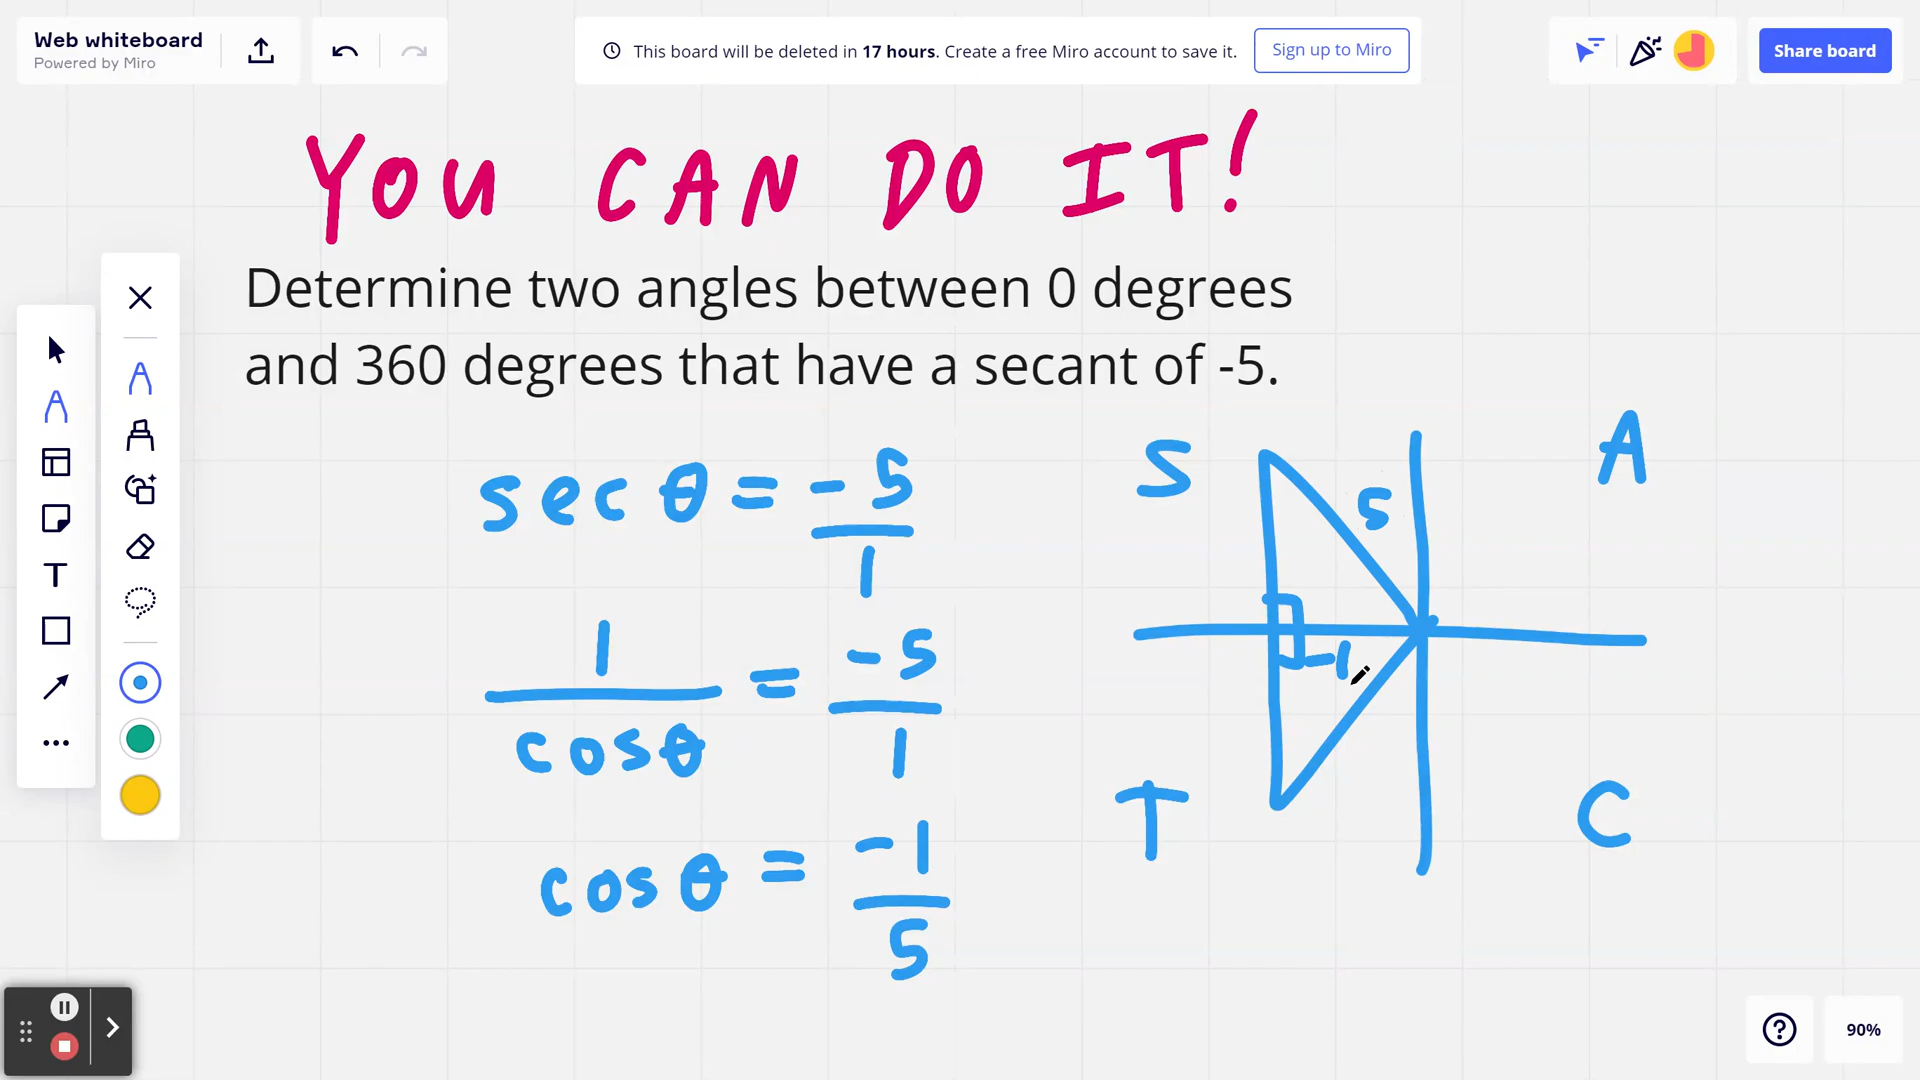 Web whiteboard
Powered by Miro
This board will be deleted in 17 hours. Create a free Miro account to save it.
Sign up to Miro
Share board
YOU CAN DO IT!
Determine two angles between 0 degrees
and 360 degrees that have a secant of -5.
sec θ = -5/1
1/cosθ = -5/1
cosθ = -1/5
S
A
5
-1
T
C
90%